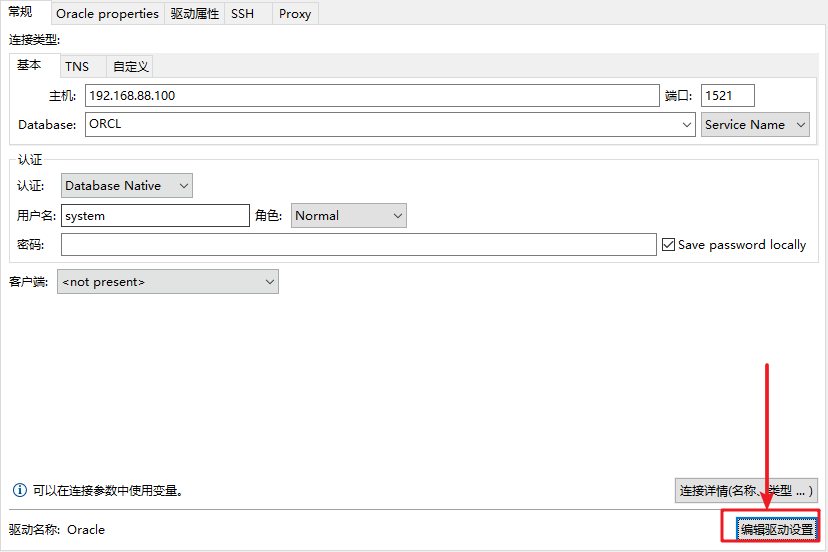 常规 Oracle properties 驱动属性 SSH Proxy
连接类型:
基本 TNS 自定义
主机: 192.168.88.100 端口: 1521
Database: ORCL Service Name
认证
认证: Database Native
用户名: system 角色: Normal
密码: Save password locally
客户端: <not present>
可以在连接参数中使用变量。 连接详情(名称、类型 ... )
驱动名称: Oracle 编辑驱动设置